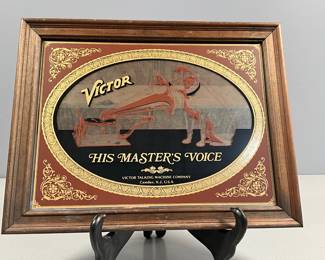 VICTOR
HIS MASTER'S VOICE
VICTOR TALKING MACHINE COMPANY
Camden, N.J., U.S.A.